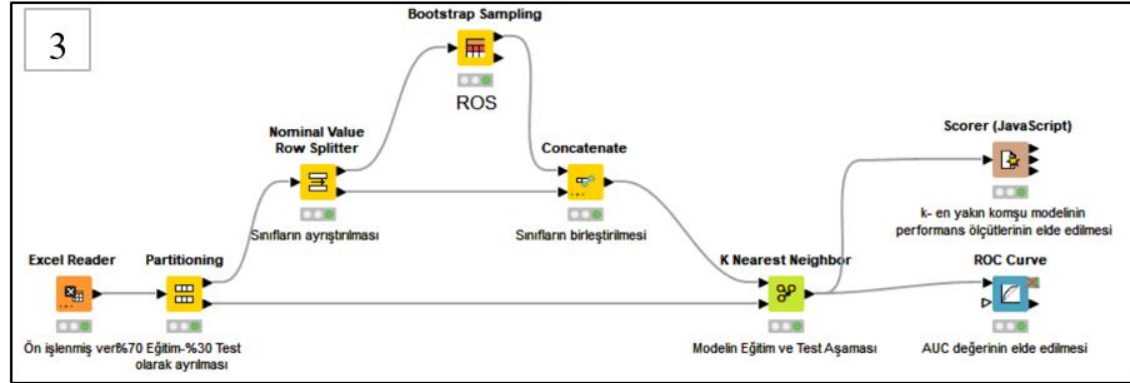 3
Bootstrap Sampling
ROS
Nominal Value
Row Splitter
Sınıfların ayrıştırılması
Concatenate
Sınıfların birleştirilmesi
Scorer (JavaScript)
k- en yakın komşu modelinin
performans ölçütlerinin elde edilmesi
Excel Reader
Ön işlenmiş veri
Partitioning
%70 Eğitim-%30 Test
olarak ayrılması
K Nearest Neighbor
Modelin Eğitim ve Test Aşaması
ROC Curve
AUC değerinin elde edilmesi